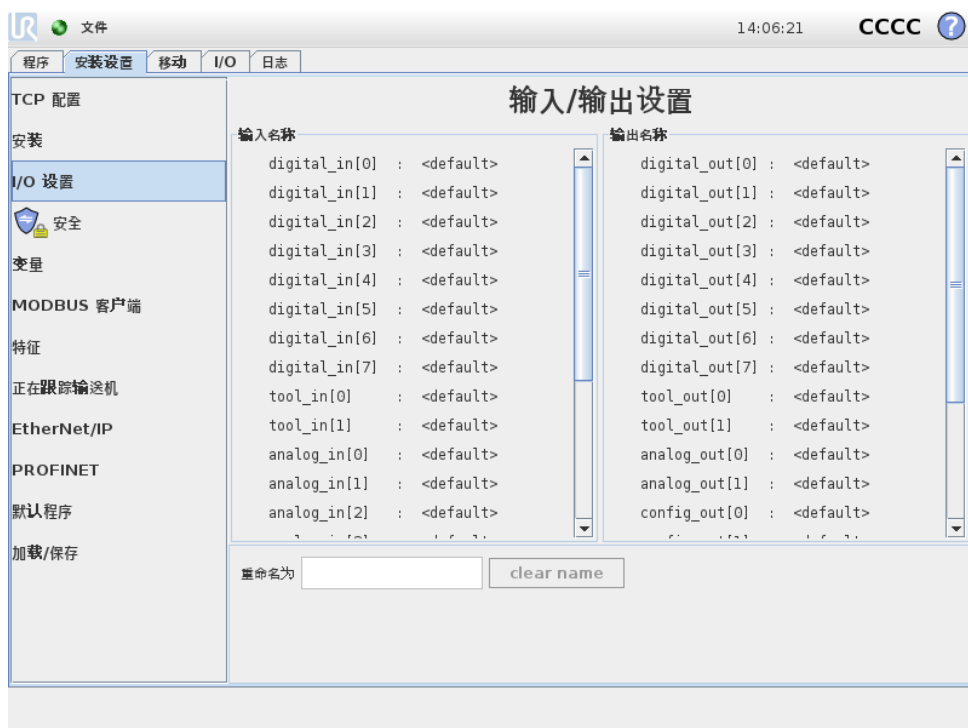 UR 文件 14:06:21 CCCC ?
程序 安装设置 移动 I/O 日志
TCP 配置
安装
I/O 设置
安全
变量
MODBUS 客户端
特征
正在跟踪输送机
EtherNet/IP
PROFINET
默认程序
加载/保存
输入/输出设置
输入名称
digital_in[0] : <default>
digital_in[1] : <default>
digital_in[2] : <default>
digital_in[3] : <default>
digital_in[4] : <default>
digital_in[5] : <default>
digital_in[6] : <default>
digital_in[7] : <default>
tool_in[0] : <default>
tool_in[1] : <default>
analog_in[0] : <default>
analog_in[1] : <default>
analog_in[2] : <default>
输出名称
digital_out[0] : <default>
digital_out[1] : <default>
digital_out[2] : <default>
digital_out[3] : <default>
digital_out[4] : <default>
digital_out[5] : <default>
digital_out[6] : <default>
digital_out[7] : <default>
tool_out[0] : <default>
tool_out[1] : <default>
analog_out[0] : <default>
analog_out[1] : <default>
config_out[0] : <default>
重命名为 clear name